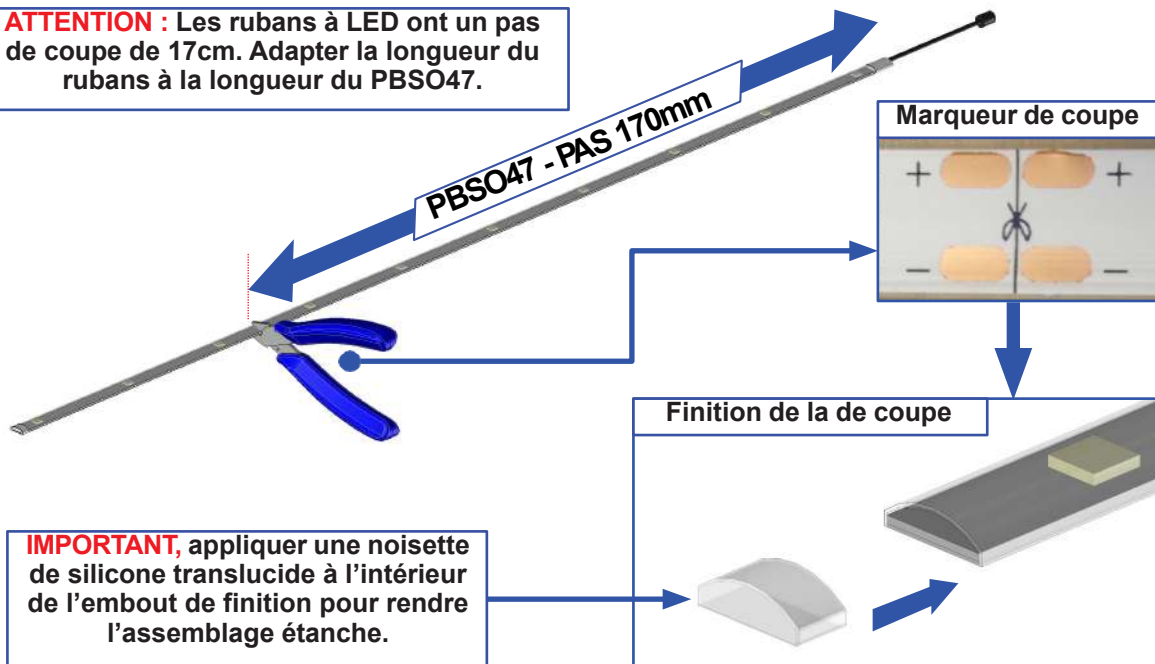 ATTENTION : Les rubans à LED ont un pas
de coupe de 17cm. Adapter la longueur du
rubans à la longueur du PBSO47.
PBSO47 - PAS 170mm
Marqueur de coupe
+ +
- -
Finition de la de coupe
IMPORTANT, appliquer une noisette
de silicone translucide à l’intérieur
de l’embout de finition pour rendre
l’assemblage étanche.